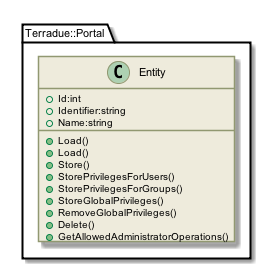 Terradue::Portal
C Entity
Id:int
Identifier:string
Name:string
Load()
Load()
Store()
StorePrivilegesForUsers()
StorePrivilegesForGroups()
StoreGlobalPrivileges()
RemoveGlobalPrivileges()
Delete()
GetAllowedAdministratorOperations()